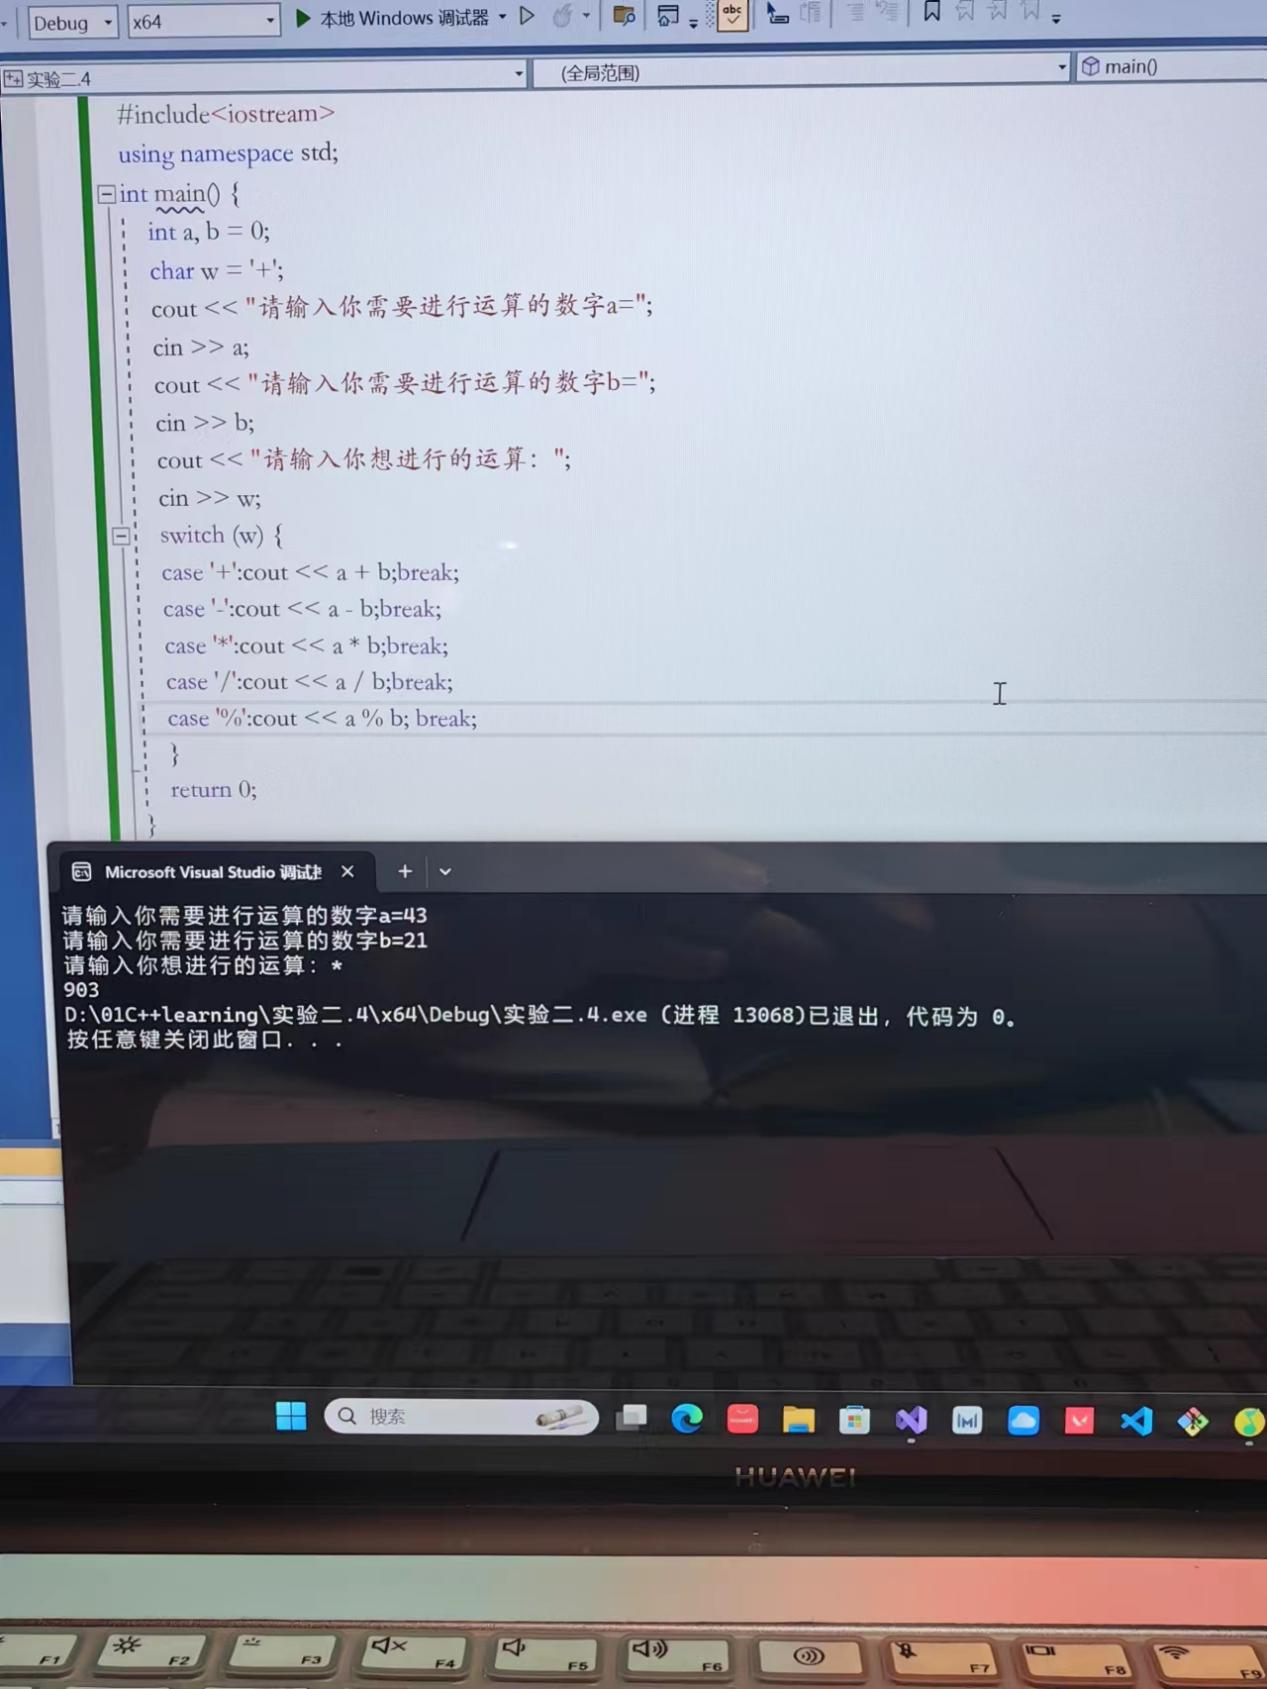 Debug x64 本地 Windows 调试器
实验二.4 (全局范围) main()
#include<iostream>
using namespace std;
int main() {
int a, b = 0;
char w = '+';
cout << "请输入你需要进行运算的数字a=";
cin >> a;
cout << "请输入你需要进行运算的数字b=";
cin >> b;
cout << "请输入你想进行的运算：";
cin >> w;
switch (w) {
case '+':cout << a + b;break;
case '-':cout << a - b;break;
case '*':cout << a * b;break;
case '/':cout << a / b;break;
case '%':cout << a % b; break;
}
return 0;
}
Microsoft Visual Studio 调试
请输入你需要进行运算的数字a=43
请输入你需要进行运算的数字b=21
请输入你想进行的运算：*
903
D:\01C++learning\实验二.4\x64\Debug\实验二.4.exe (进程 13068)已退出，代码为 0。
按任意键关闭此窗口. . .
搜索
HUAWEI
F1 F2 F3 F4 F5 F6 F7 F8 F9